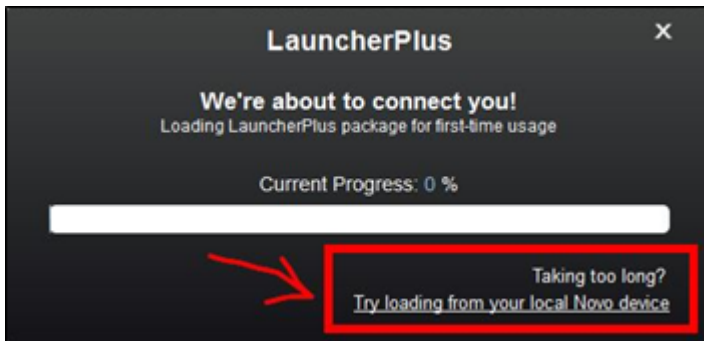 LauncherPlus
×
We're about to connect you!
Loading LauncherPlus package for first-time usage
Current Progress: 0 %
Taking too long?
Try loading from your local Novo device